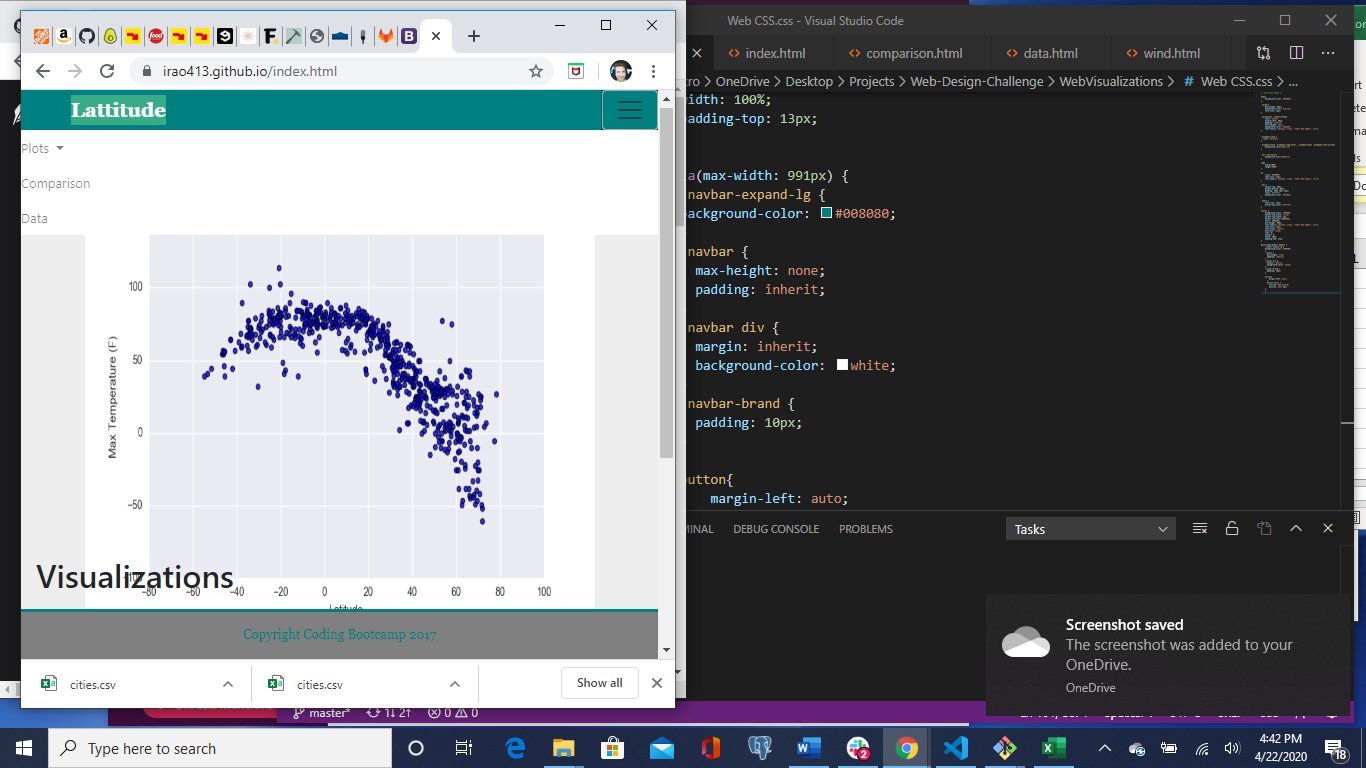 irao413.github.io/index.html
Lattitude
Plots
Comparison
Data
100
50
0
−50
Max Temperature (F)
−80 −60 −40 −20 0 20 40 60 80 100
Latitude
Visualizations
Copyright Coding Bootcamp 2017
cities.csv
cities.csv
Show all
Web CSS.css - Visual Studio Code
index.html
comparison.html
data.html
wind.html
OneDrive > Desktop > Projects > Web-Design-Challenge > WebVisualizations > # Web CSS.css > ...
idth: 100%;
adding-top: 13px;
a(max-width: 991px) {
navbar-expand-lg {
background-color: #008080;
navbar {
max-height: none;
padding: inherit;
navbar div {
margin: inherit;
background-color: white;
navbar-brand {
padding: 10px;
utton{
margin-left: auto;
MINAL DEBUG CONSOLE PROBLEMS
Tasks
Screenshot saved
The screenshot was added to your
OneDrive.
OneDrive
master* 1↓ 2↑ 0 0
Type here to search
2
4:42 PM
4/22/2020
18